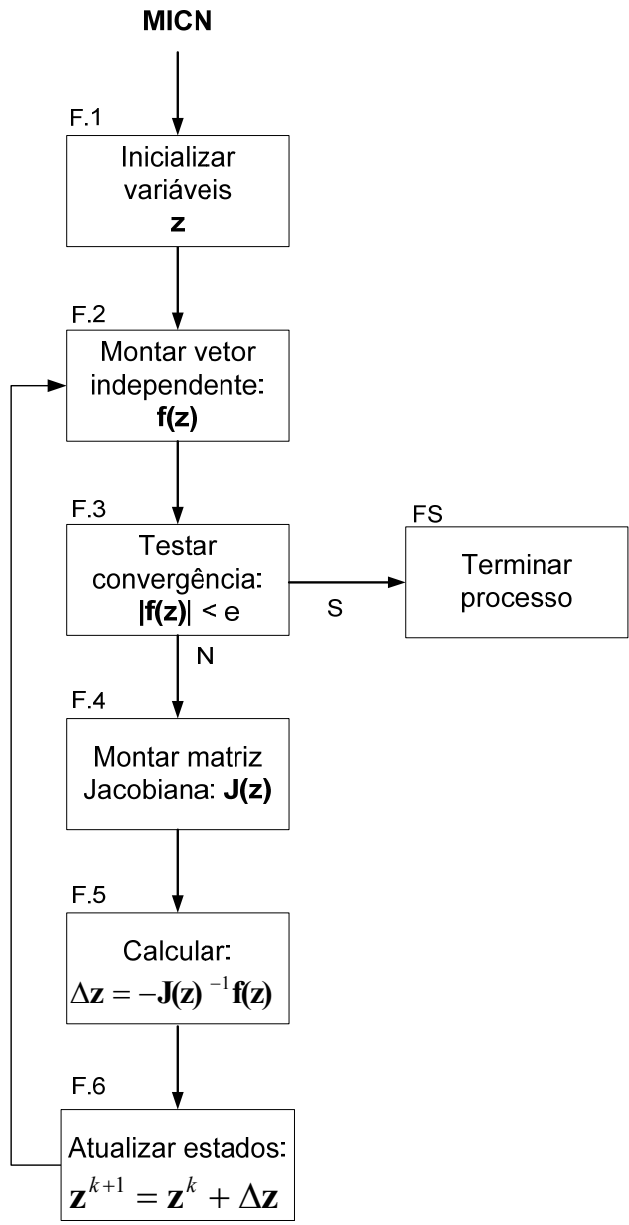 MICN
F.1
Inicializar
variáveis
z
F.2
Montar vetor
independente:
f(z)
F.3
Testar
convergência:
|f(z)| < e
S
FS
Terminar
processo
N
F.4
Montar matriz
Jacobiana: J(z)
F.5
Calcular:
Δz = −J(z)⁻¹f(z)
F.6
Atualizar estados:
zᵏ⁺¹ = zᵏ + Δz